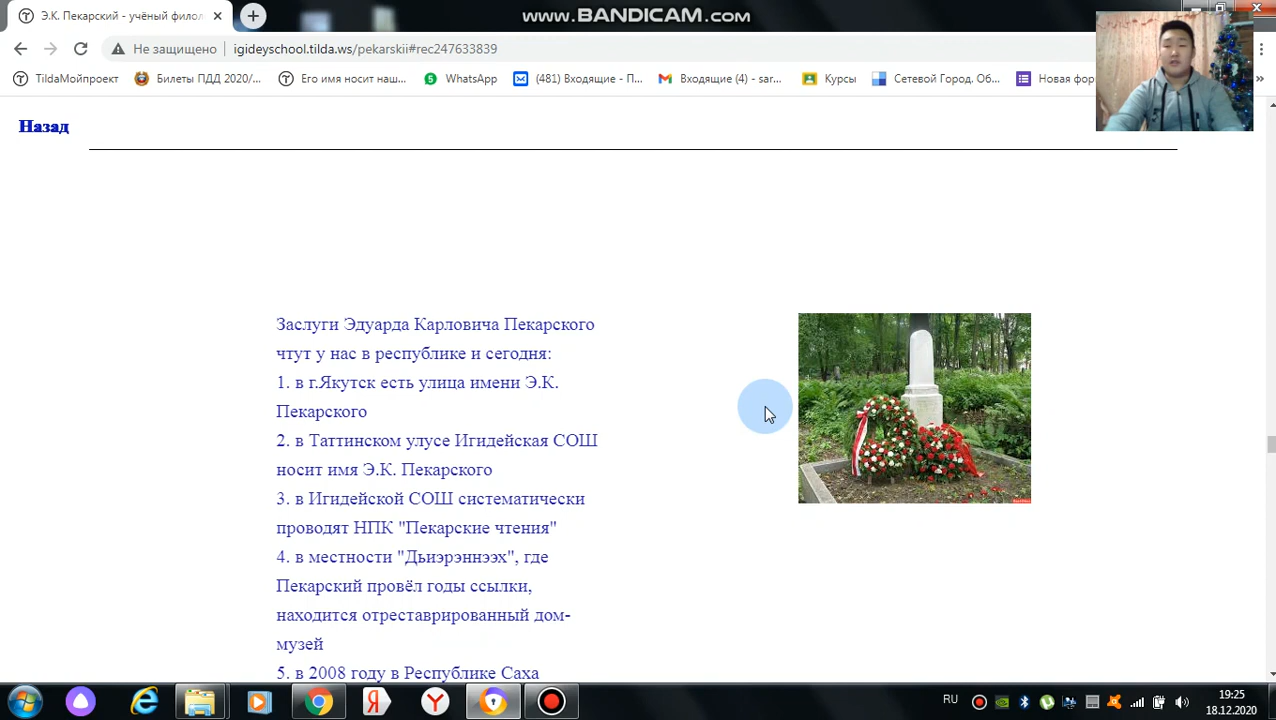 Э.К. Пекарский - учёный филол
www.BANDICAM.com
Не защищено
igideyschool.tilda.ws/pekarskii#rec247633839
TildaМойпроект
Билеты ПДД 2020/...
Его имя носит наш...
WhatsApp
(481) Входящие - П...
Входящие (4) - sar...
Курсы
Сетевой Город. Об...
Новая фор
»
Назад
Заслуги Эдуарда Карловича Пекарского
чтут у нас в республике и сегодня:
1. в г.Якутск есть улица имени Э.К.
Пекарского
2. в Таттинском улусе Игидейская СОШ
носит имя Э.К. Пекарского
3. в Игидейской СОШ систематически
проводят НПК "Пекарские чтения"
4. в местности "Дьиэрэннээх", где
Пекарский провёл годы ссылки,
находится отреставрированный дом-
музей
5. в 2008 году в Республике Саха
RU
19:25
18.12.2020